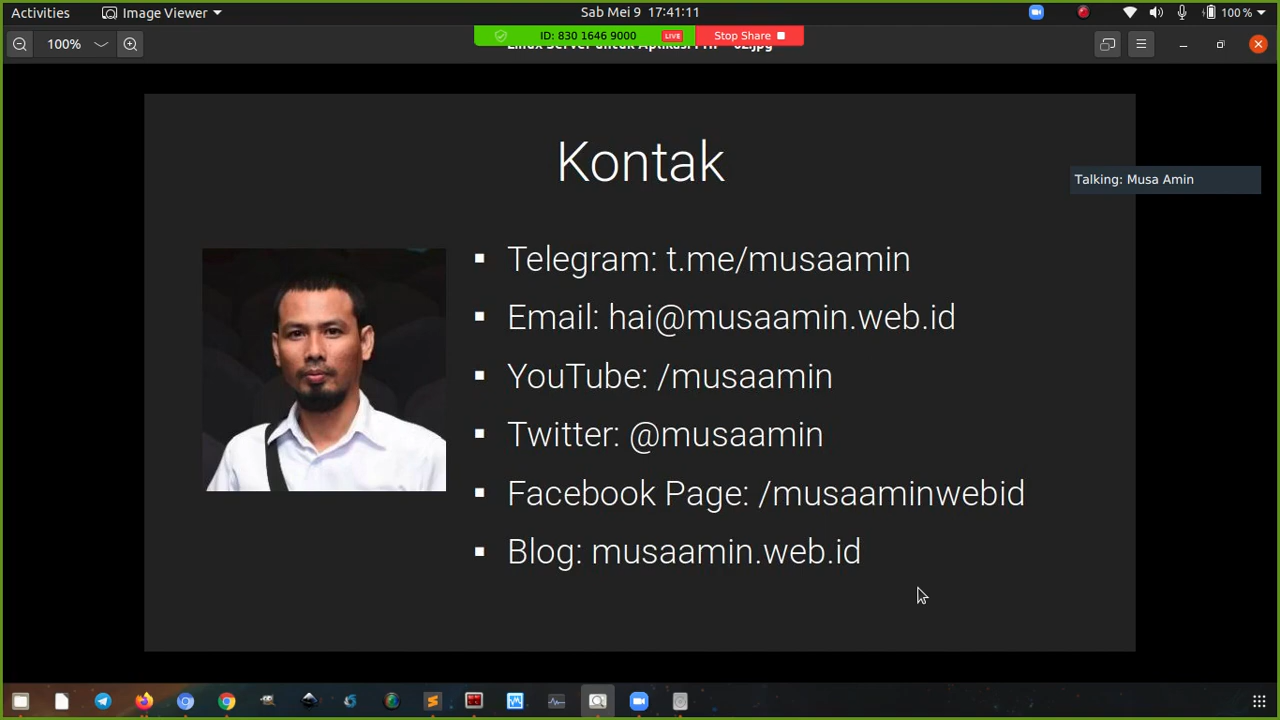 Activities
Image Viewer
Sab Mei 9 17:41:11
100 %
100%
ID: 830 1646 9000
LIVE
Stop Share
Kontak
Talking: Musa Amin
Telegram: t.me/musaamin
Email: hai@musaamin.web.id
YouTube: /musaamin
Twitter: @musaamin
Facebook Page: /musaaminwebid
Blog: musaamin.web.id